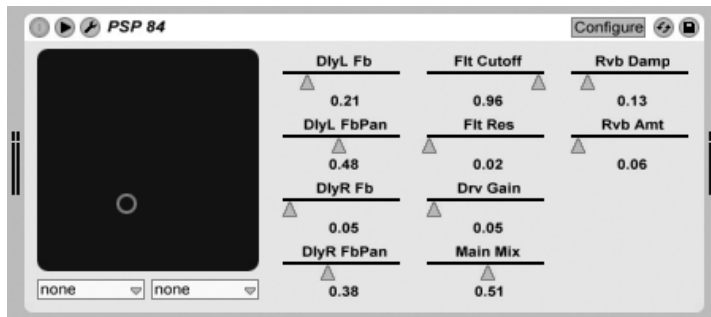 PSP 84
Configure
DlyL Fb
0.21
DlyL FbPan
0.48
DlyR Fb
0.05
DlyR FbPan
0.38
Flt Cutoff
0.96
Flt Res
0.02
Drv Gain
0.05
Main Mix
0.51
Rvb Damp
0.13
Rvb Amt
0.06
none
none